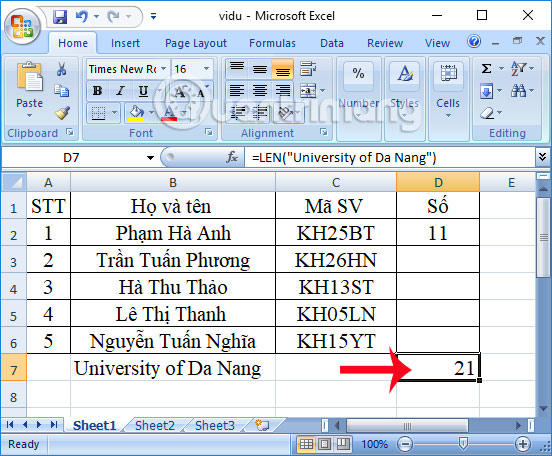 vidu - Microsoft Excel
Home Insert Page Layout Formulas Data Review View
Times New Ro 16
Paste
B I U A A
%
Number
Styles
Cells
Σ
Clipboard Font Alignment Editing
Quantrimang
D7 fx =LEN("University of Da Nang")
A B C D E
1 STT Họ và tên Mã SV Số
2 1 Phạm Hà Anh KH25BT 11
3 2 Trần Tuấn Phương KH26HN
4 3 Hà Thu Thảo KH13ST
5 4 Lê Thị Thanh KH05LN
6 5 Nguyễn Tuấn Nghĩa KH15YT
7 University of Da Nang 21
8
Sheet1 Sheet2 Sheet3
Ready 100%